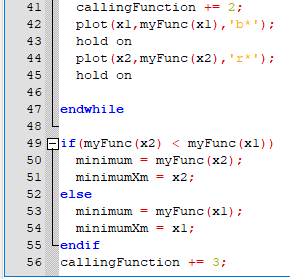 41 callingFunction += 2;
42 plot(x1,myFunc(x1),'b*');
43 hold on
44 plot(x2,myFunc(x2),'r*');
45 hold on
46
47 endwhile
48
49 if(myFunc(x2) < myFunc(x1))
50 minimum = myFunc(x2);
51 minimumXm = x2;
52 else
53 minimum = myFunc(x1);
54 minimumXm = x1;
55 endif
56 callingFunction += 3;